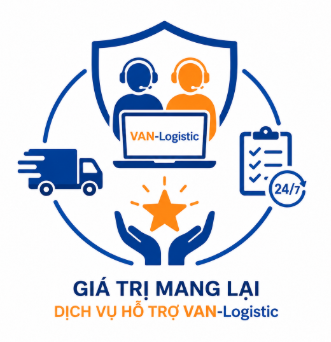 VAN-Logistic
24/7
GIÁ TRỊ MANG LẠI
DỊCH VỤ HỖ TRỢ VAN-Logistic